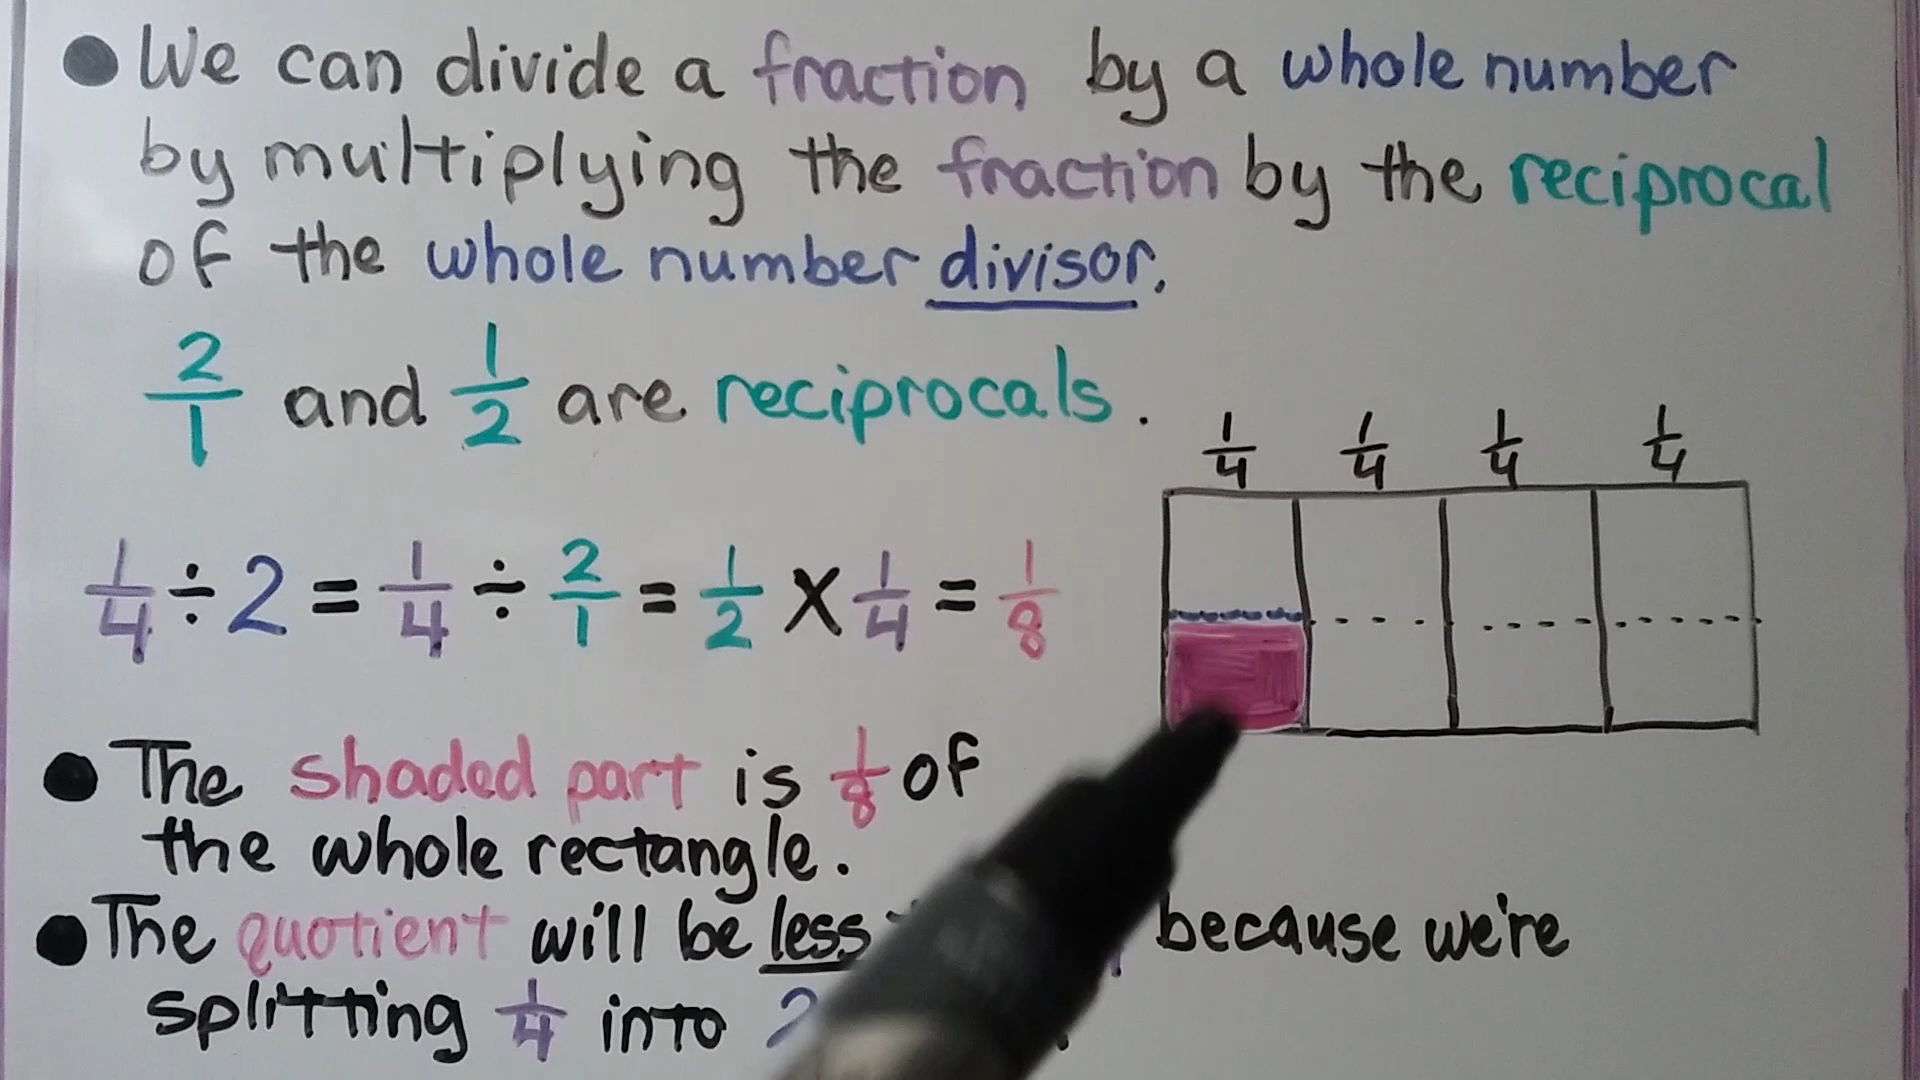 ● We can divide a fraction by a whole number
by multiplying the fraction by the reciprocal
of the whole number divisor.
2/1 and 1/2 are reciprocals.
1/4 1/4 1/4 1/4
1/4 ÷ 2 = 1/4 ÷ 2/1 = 1/2 × 1/4 = 1/8
● The shaded part is 1/8 of
the whole rectangle.
● The quotient will be less because we're
splitting 1/4 into 2